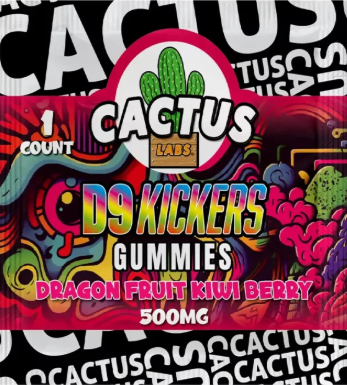 CACTUS
CACTUS
1
COUNT
CACTUS
LABS
D9 KICKERS
GUMMIES
DRAGON FRUIT KIWI BERRY
500MG
CACTUS
CACTUS
CACTUS